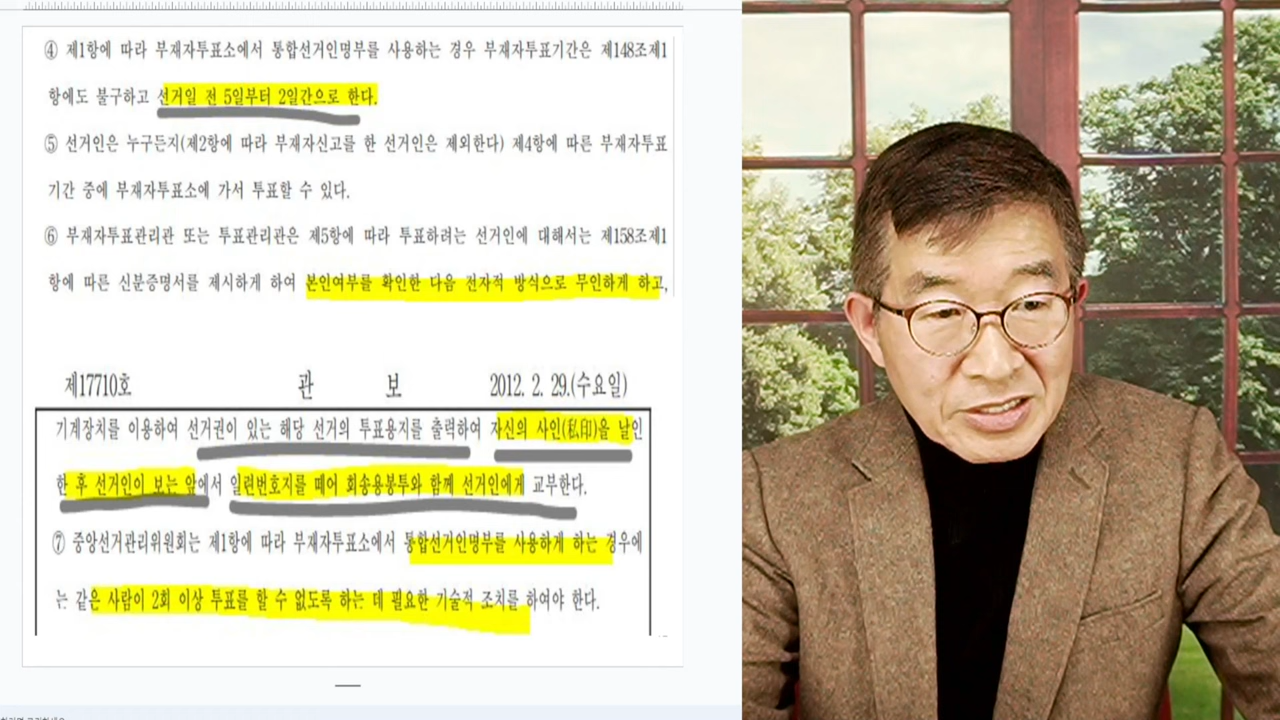 ④ 제1항에 따라 부재자투표소에서 통합선거인명부를 사용하는 경우 부재자투표기간은 제148조제1
항에도 불구하고 선거일 전 5일부터 2일간으로 한다.
⑤ 선거인은 누구든지(제2항에 따라 부재자신고를 한 선거인은 제외한다) 제4항에 따른 부재자투표
기간 중에 부재자투표소에 가서 투표할 수 있다.
⑥ 부재자투표관리관 또는 투표관리관은 제5항에 따라 투표하려는 선거인에 대해서는 제158조제1
항에 따른 신분증명서를 제시하게 하여 본인여부를 확인한 다음 전자적 방식으로 무인하게 하고,
제17710호 관 보 2012. 2. 29.(수요일)
기계장치를 이용하여 선거권이 있는 해당 선거의 투표용지를 출력하여 자신의 사인(私印)을 날인
한 후 선거인이 보는 앞에서 일련번호지를 떼어 회송용봉투와 함께 선거인에게 교부한다.
⑦ 중앙선거관리위원회는 제1항에 따라 부재자투표소에서 통합선거인명부를 사용하게 하는 경우에
는 같은 사람이 2회 이상 투표를 할 수 없도록 하는 데 필요한 기술적 조치를 하여야 한다.